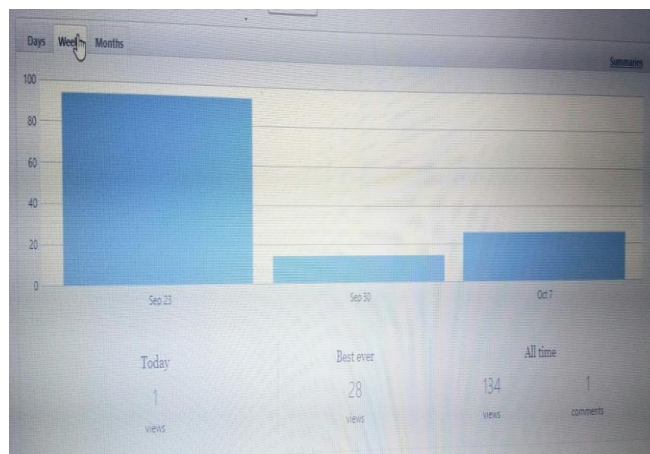 Days Weeks Months
Summaries
100
80
60
40
20
0
Sep 23 Sep 30 Oct 7
Today Best ever All time
1 28 134 1
views views views comments